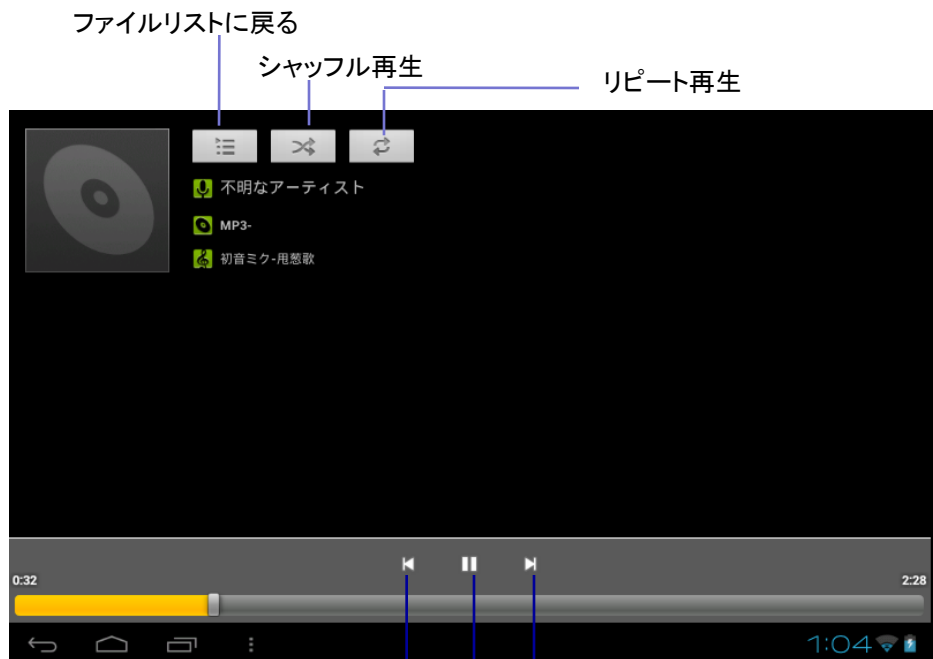 ファイルリストに戻る
シャッフル再生
リピート再生
不明なアーティスト
MP3-
初音ミク-甩葱歌
0:32
2:28
1:04